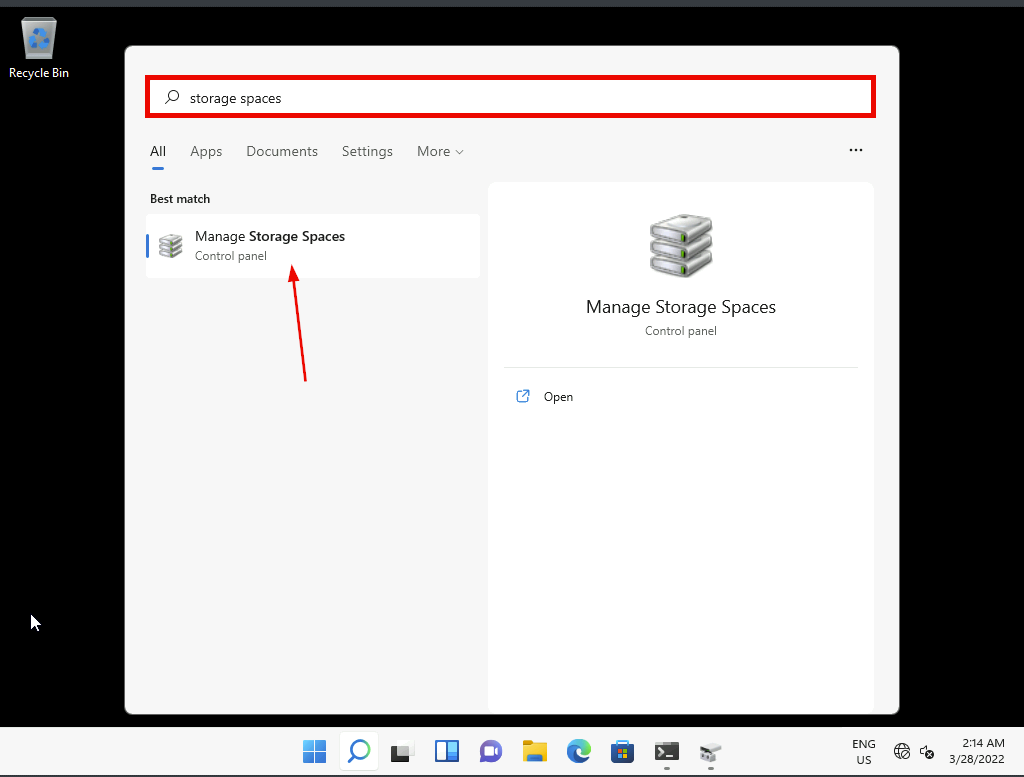 Recycle Bin
storage spaces
All Apps Documents Settings More
Best match
Manage Storage Spaces
Control panel
Manage Storage Spaces
Control panel
Open
ENG
US
2:14 AM
3/28/2022